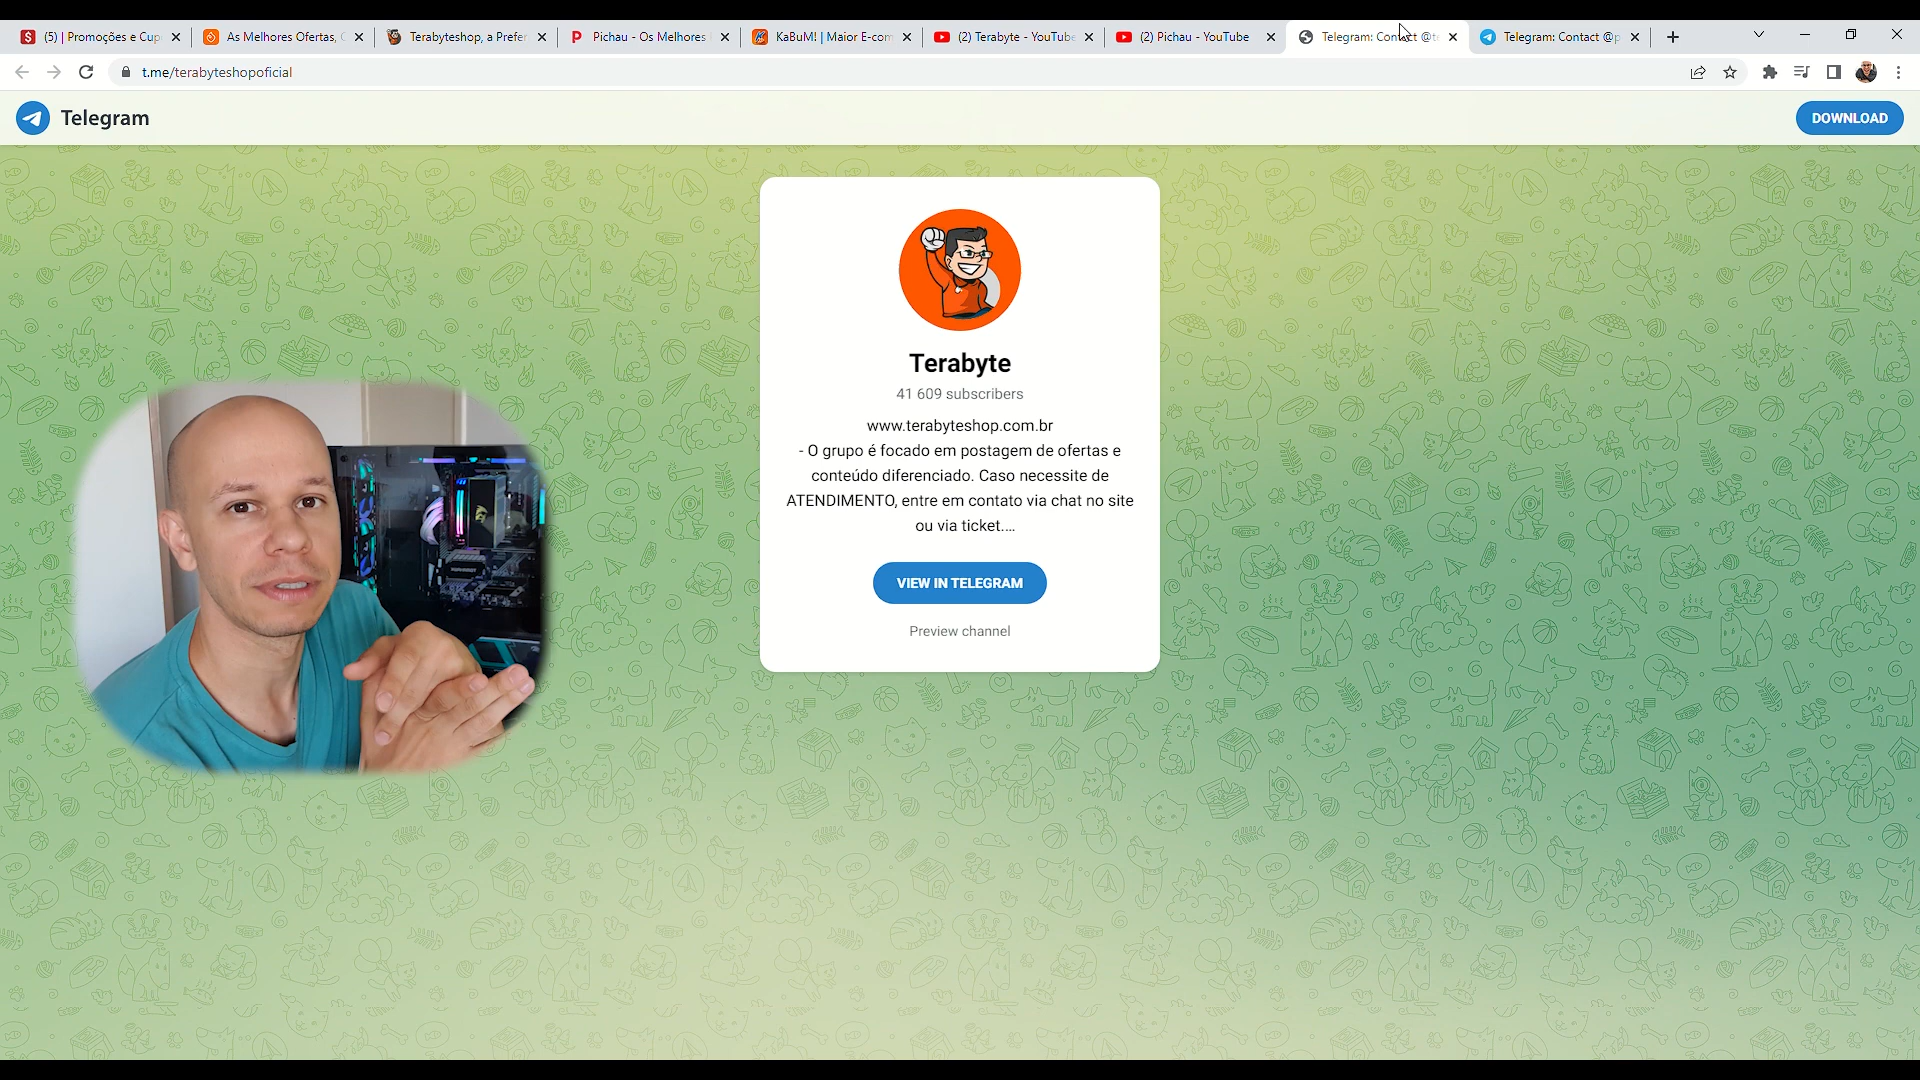 (5) | Promoções e Cup
As Melhores Ofertas,
Terabyteshop, a Prefer
Pichau - Os Melhores
KaBuM! | Maior E-com
(2) Terabyte - YouTube
(2) Pichau - YouTube
Telegram: Contact @te
Telegram: Contact @p
t.me/terabyteshopoficial
Telegram
DOWNLOAD
Terabyte
41 609 subscribers
www.terabyteshop.com.br
- O grupo é focado em postagem de ofertas e
conteúdo diferenciado. Caso necessite de
ATENDIMENTO, entre em contato via chat no site
ou via ticket....
VIEW IN TELEGRAM
Preview channel